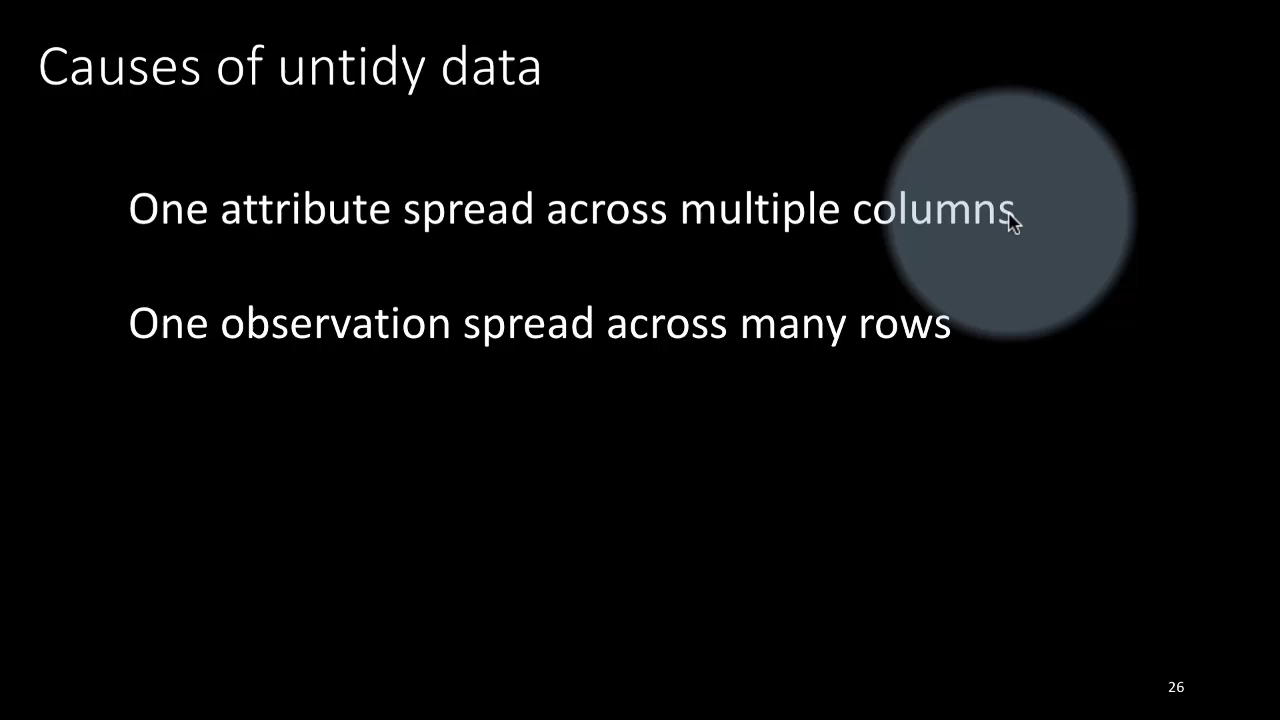 Causes of untidy data
One attribute spread across multiple columns
One observation spread across many rows
26